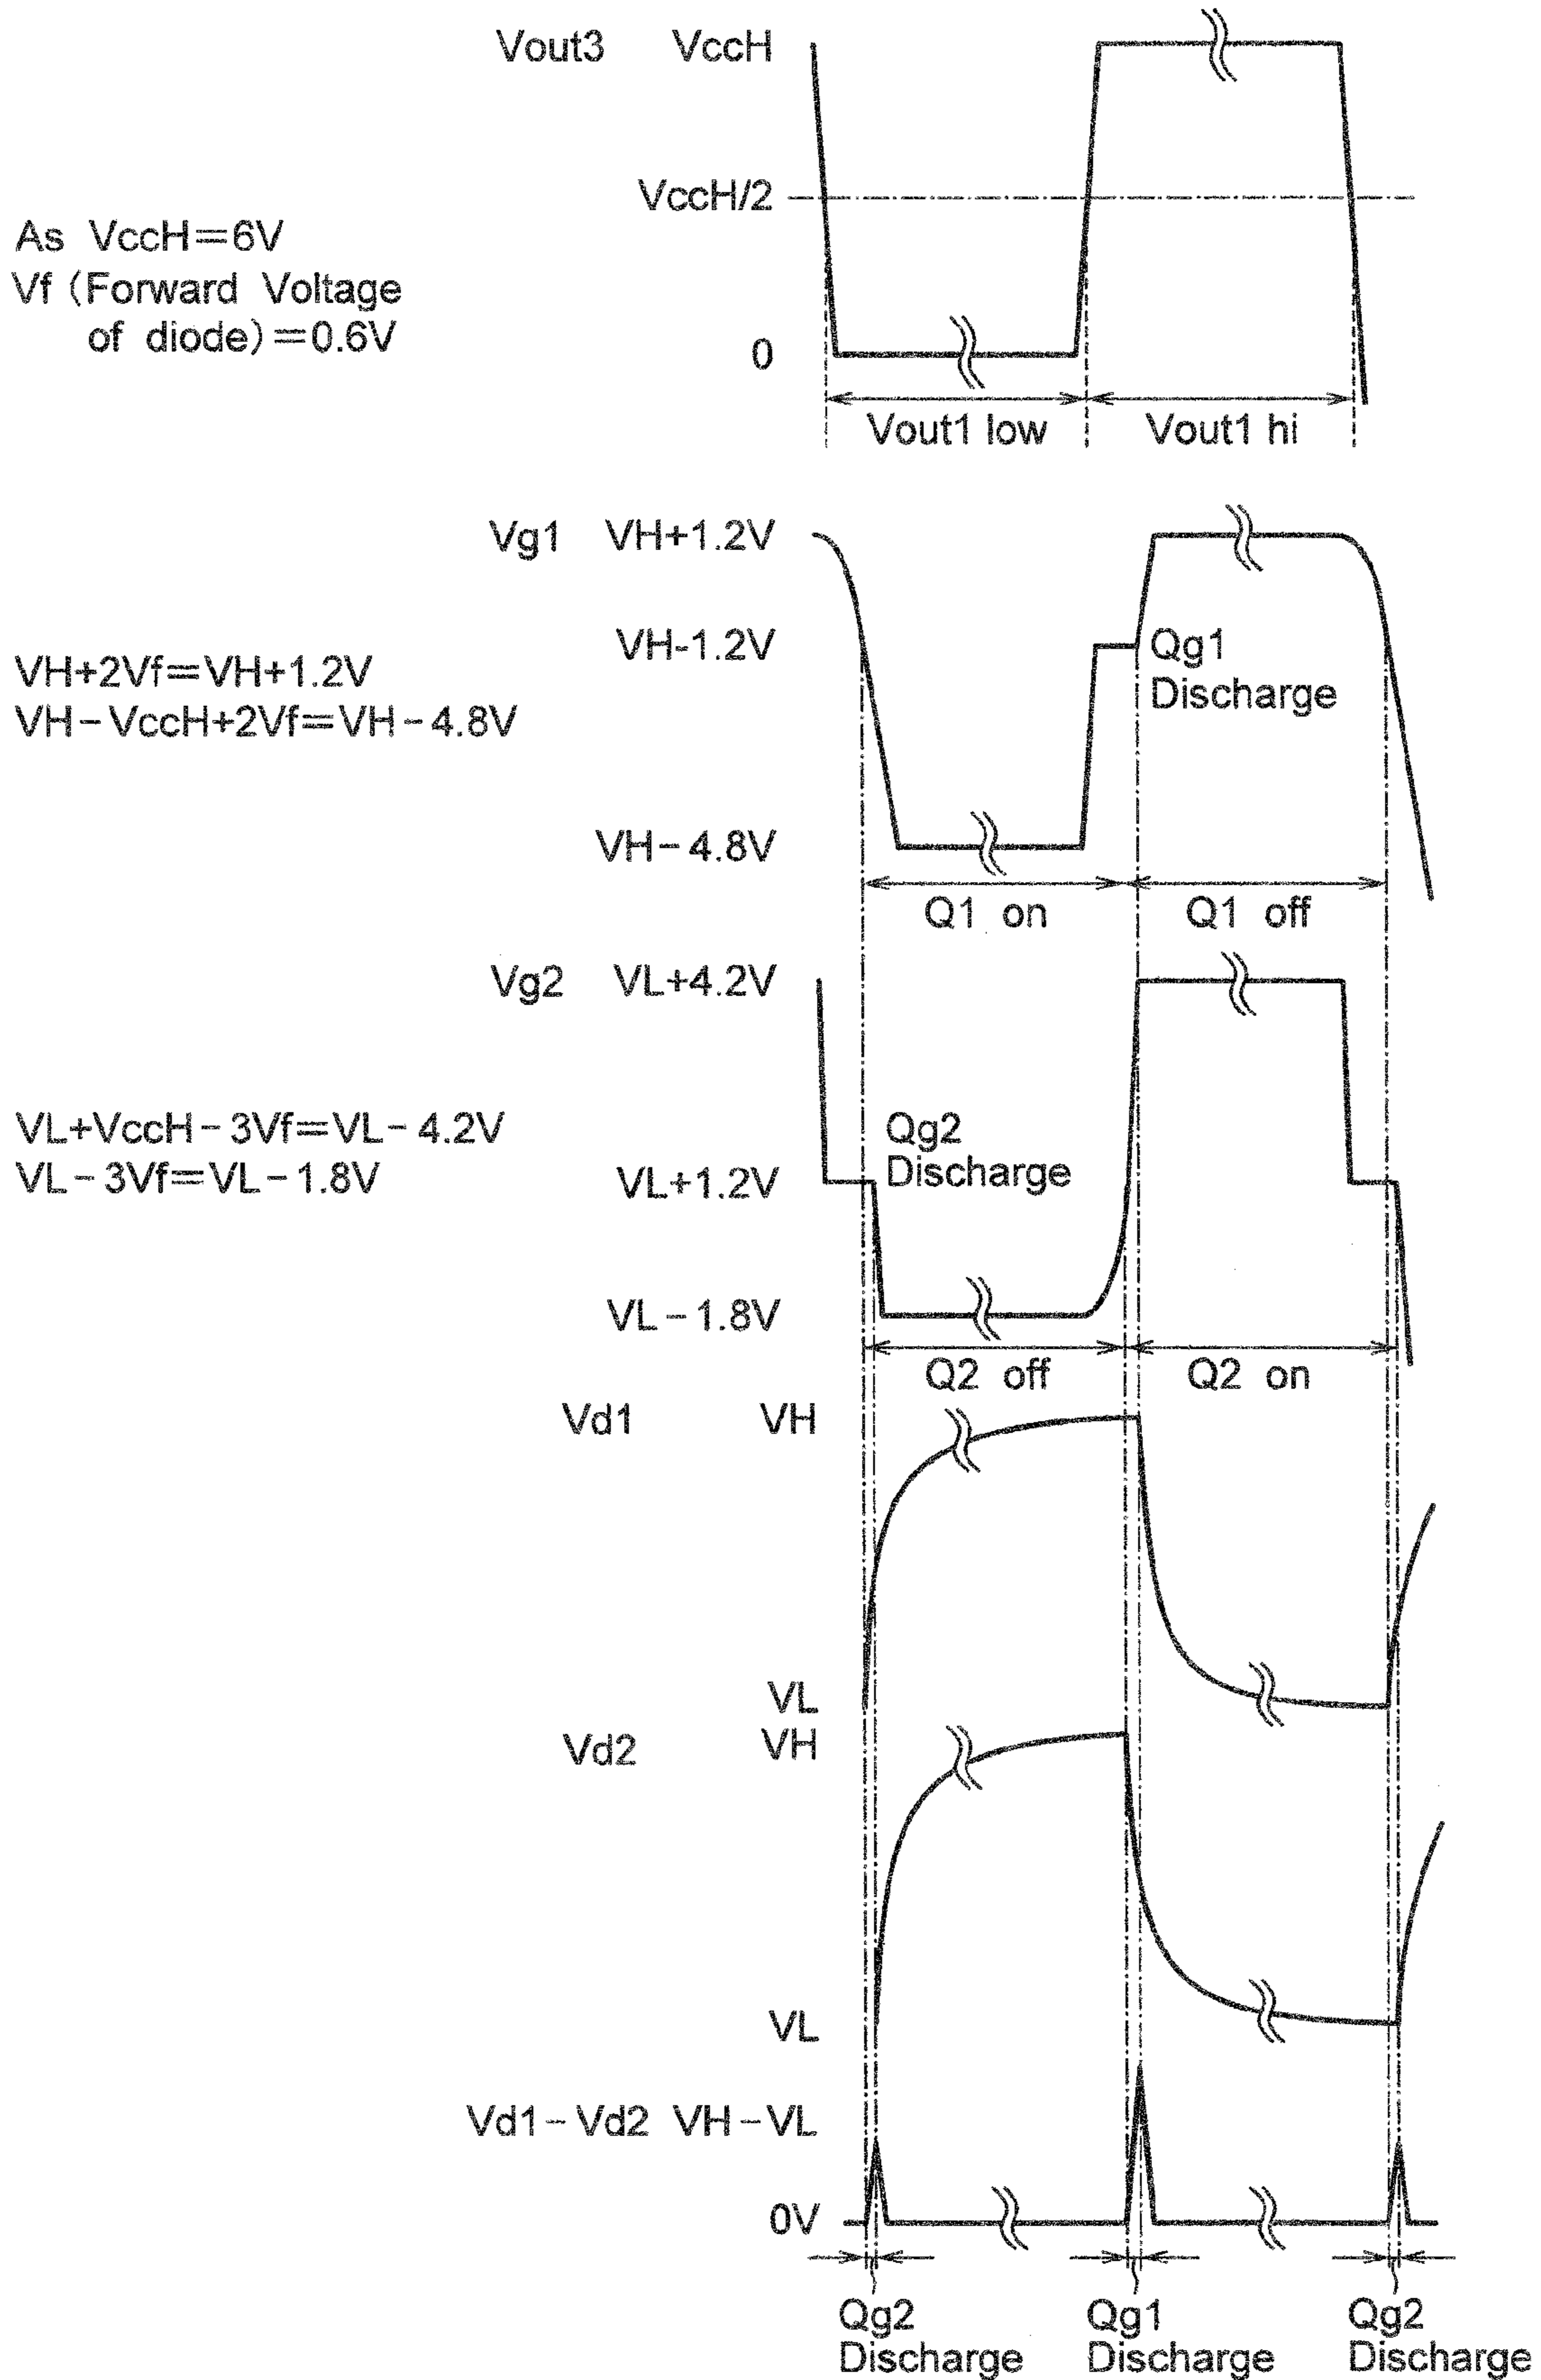 Vout3 VccH
VccH/2
As VccH=6V
Vf (Forward Voltage
of diode)=0.6V
0
Vout1 low Vout1 hi
Vg1 VH+1.2V
VH-1.2V Qg1
Discharge
VH+2Vf=VH+1.2V
VH-VccH+2Vf=VH-4.8V
VH-4.8V
Q1 on Q1 off
Vg2 VL+4.2V
VL+VccH-3Vf=VL-4.2V
VL-3Vf=VL-1.8V
Qg2
Discharge
VL+1.2V
VL-1.8V
Q2 off Q2 on
Vd1 VH
VL
Vd2 VH
VL
Vd1-Vd2 VH-VL
0V
Qg2
Discharge
Qg1
Discharge
Qg2
Discharge